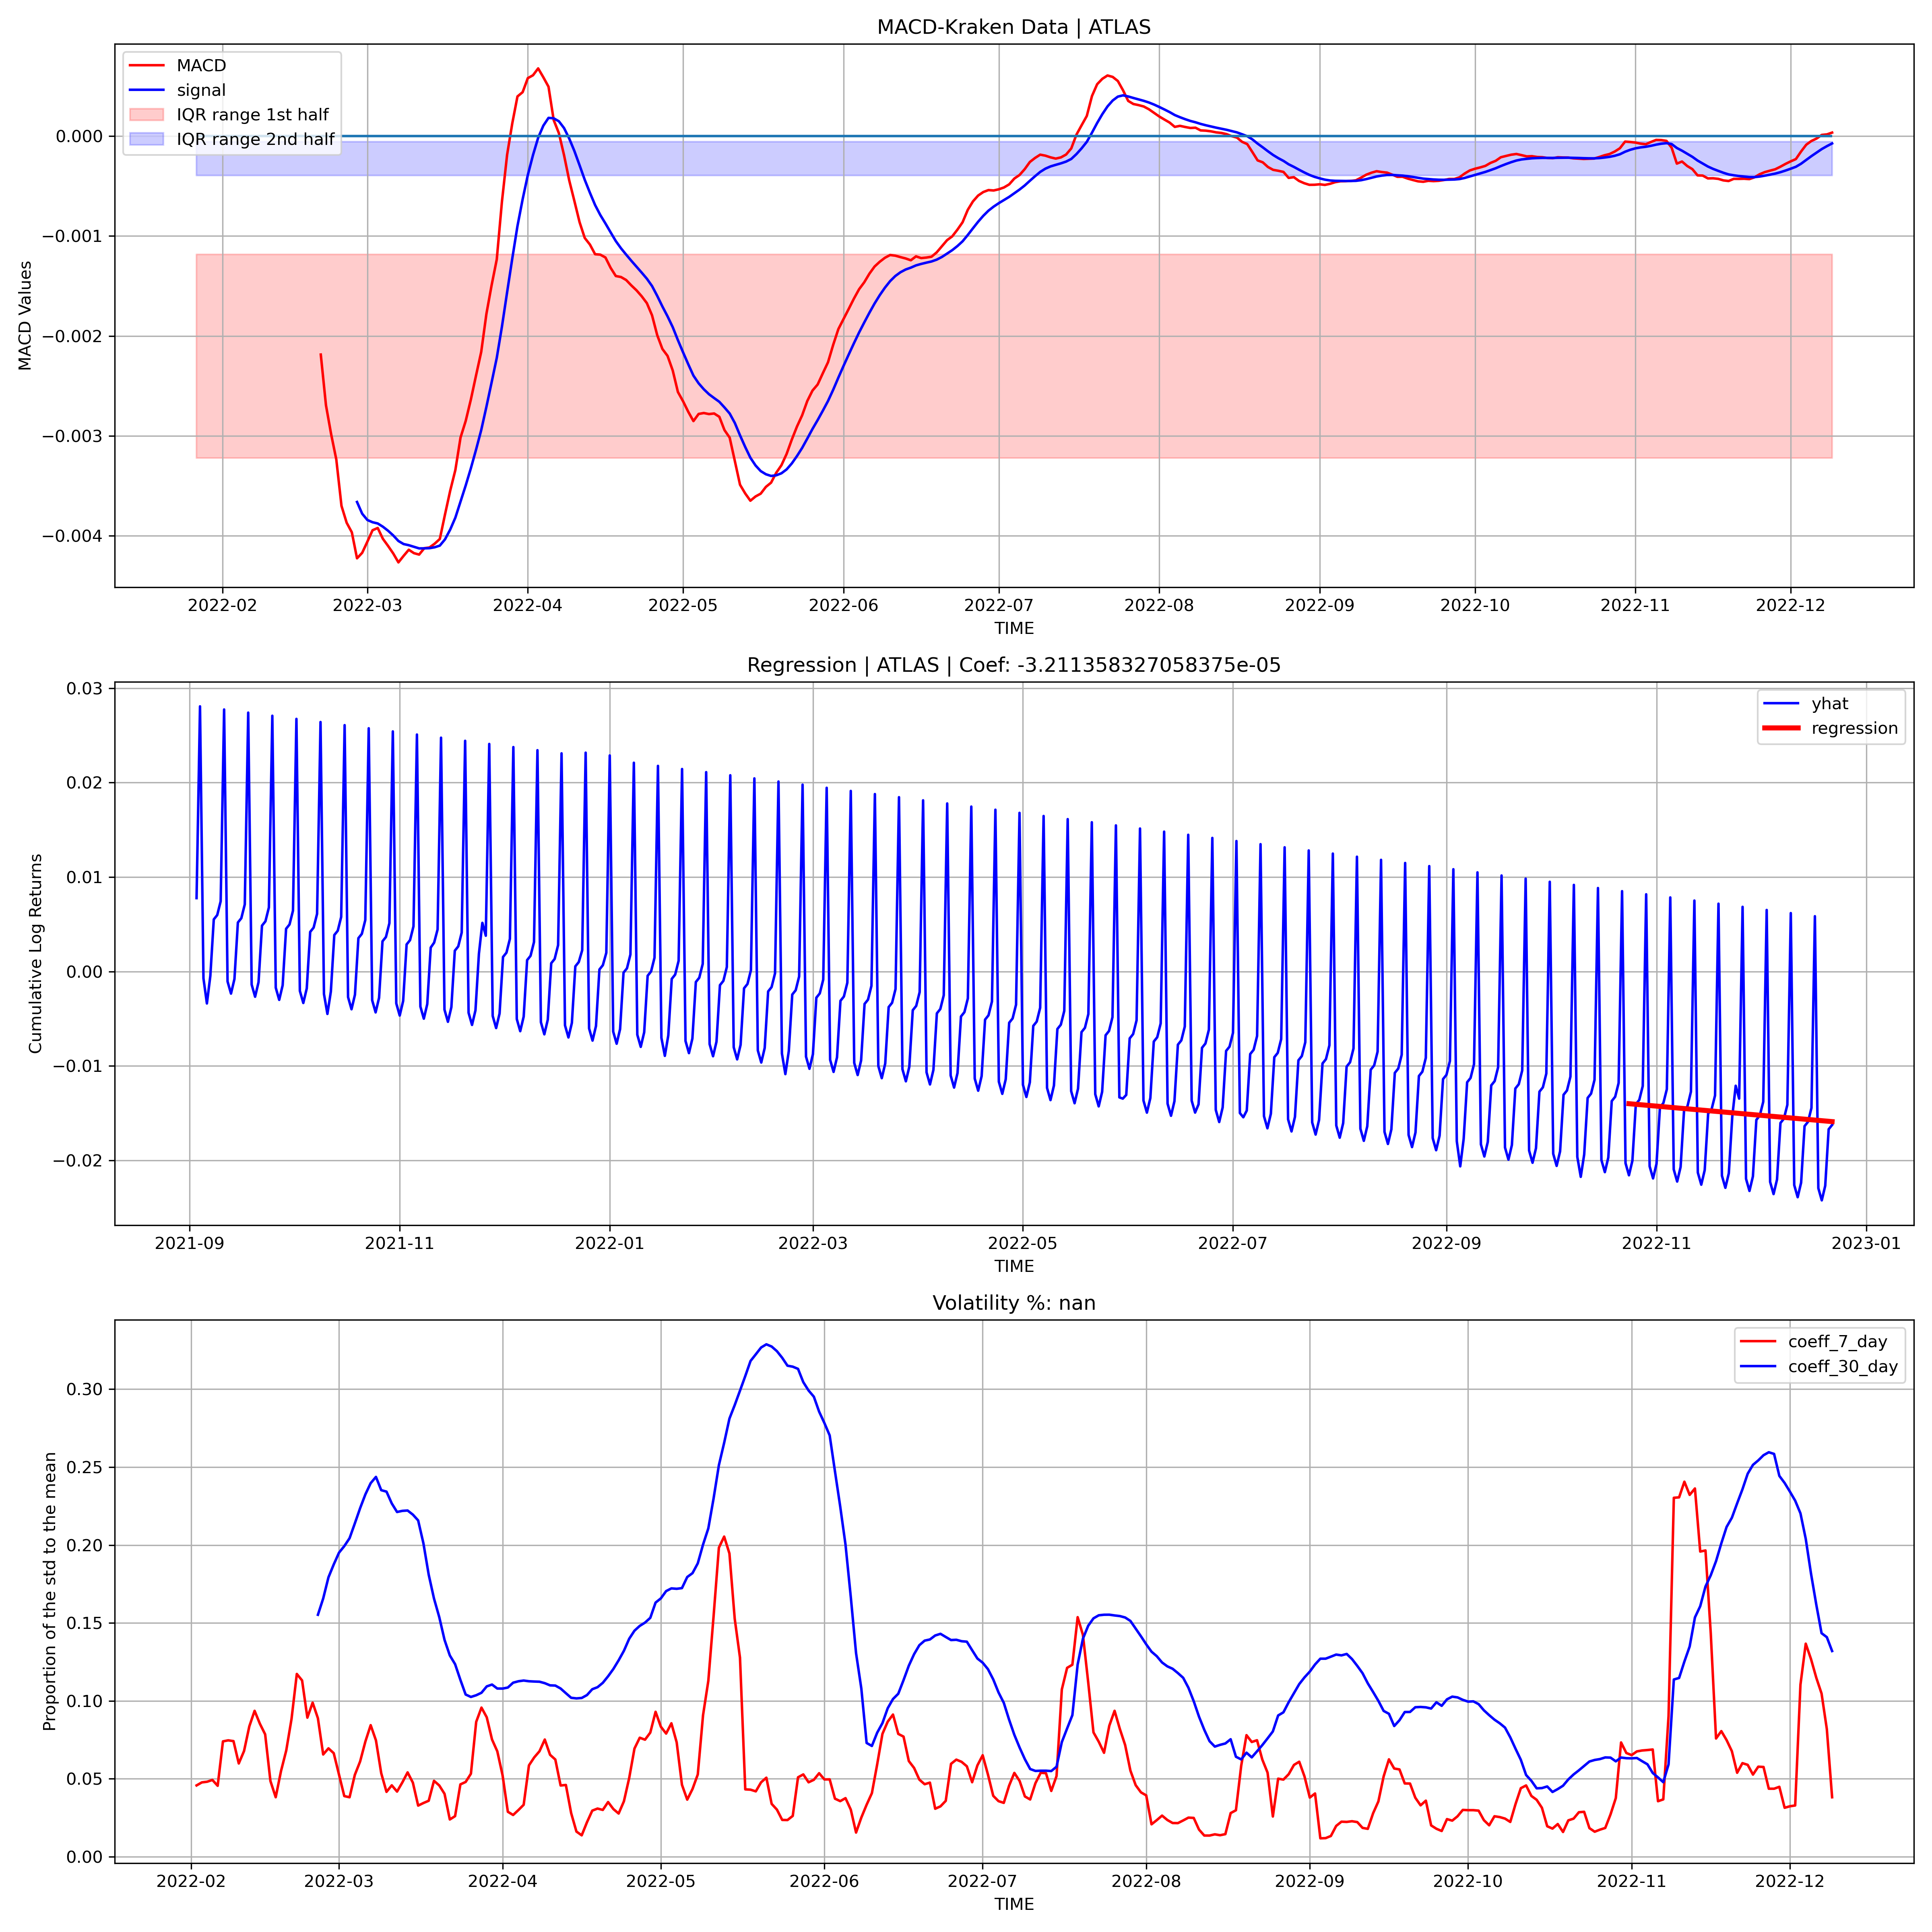 MACD-Kraken Data | ATLAS
MACD
signal
IQR range 1st half
IQR range 2nd half
MACD Values
0.000
−0.001
−0.002
−0.003
−0.004
2022-02 2022-03 2022-04 2022-05 2022-06 2022-07 2022-08 2022-09 2022-10 2022-11 2022-12
TIME
Regression | ATLAS | Coef: -3.211358327058375e-05
yhat
regression
Cumulative Log Returns
0.03
0.02
0.01
0.00
−0.01
−0.02
2021-09 2021-11 2022-01 2022-03 2022-05 2022-07 2022-09 2022-11 2023-01
TIME
Volatility %: nan
coeff_7_day
coeff_30_day
Proportion of the std to the mean
0.30
0.25
0.20
0.15
0.10
0.05
0.00
2022-02 2022-03 2022-04 2022-05 2022-06 2022-07 2022-08 2022-09 2022-10 2022-11 2022-12
TIME